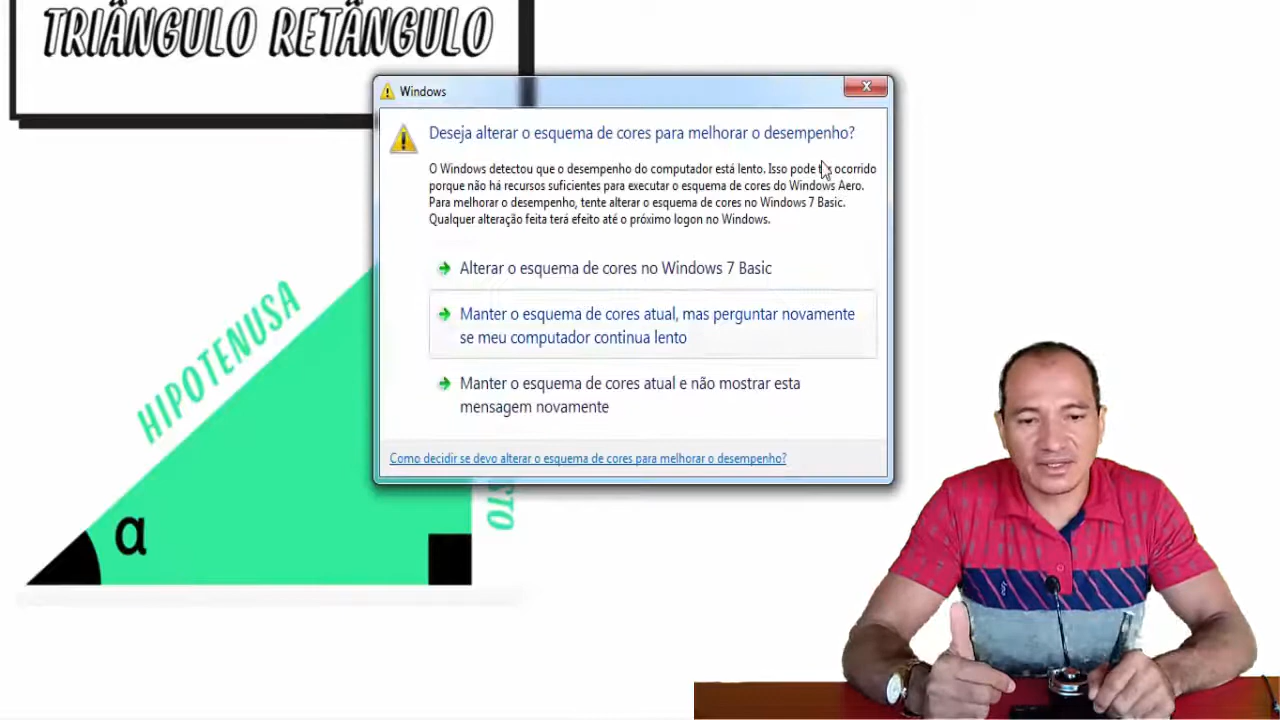 TRIÂNGULO RETÂNGULO
Windows
Deseja alterar o esquema de cores para melhorar o desempenho?
O Windows detectou que o desempenho do computador está lento. Isso pode ocorrido
porque não há recursos suficientes para executar o esquema de cores do Windows Aero.
Para melhorar o desempenho, tente alterar o esquema de cores no Windows 7 Basic.
Qualquer alteração feita terá efeito até o próximo logon no Windows.
Alterar o esquema de cores no Windows 7 Basic
Manter o esquema de cores atual, mas perguntar novamente
se meu computador continua lento
Manter o esquema de cores atual e não mostrar esta
mensagem novamente
Como decidir se devo alterar o esquema de cores para melhorar o desempenho?
HIPOTENUSA
α